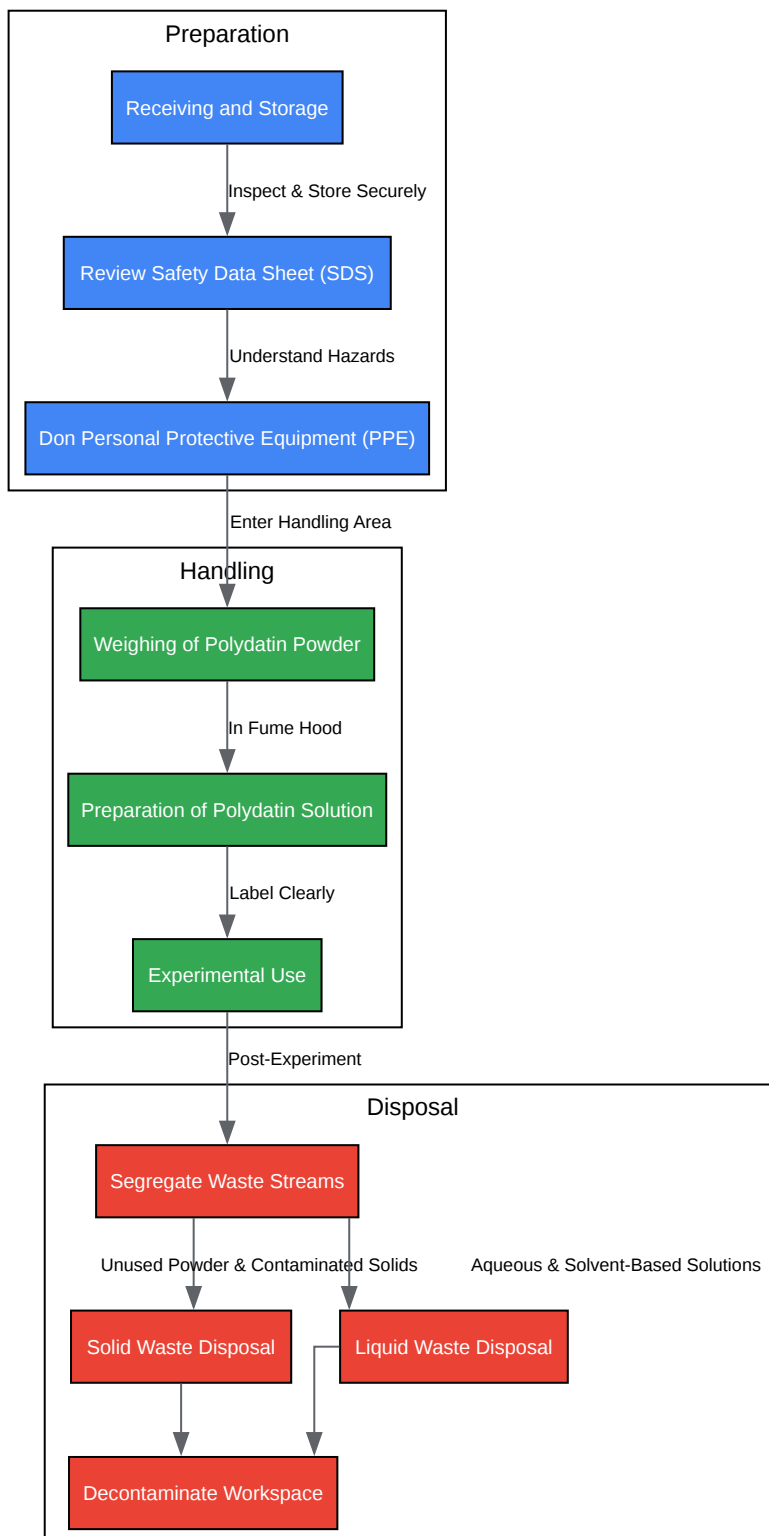 Preparation
Receiving and Storage
Inspect & Store Securely
Review Safety Data Sheet (SDS)
Understand Hazards
Don Personal Protective Equipment (PPE)
Enter Handling Area
Handling
Weighing of Polydatin Powder
In Fume Hood
Preparation of Polydatin Solution
Label Clearly
Experimental Use
Post-Experiment
Disposal
Segregate Waste Streams
Unused Powder & Contaminated Solids
Aqueous & Solvent-Based Solutions
Solid Waste Disposal
Liquid Waste Disposal
Decontaminate Workspace